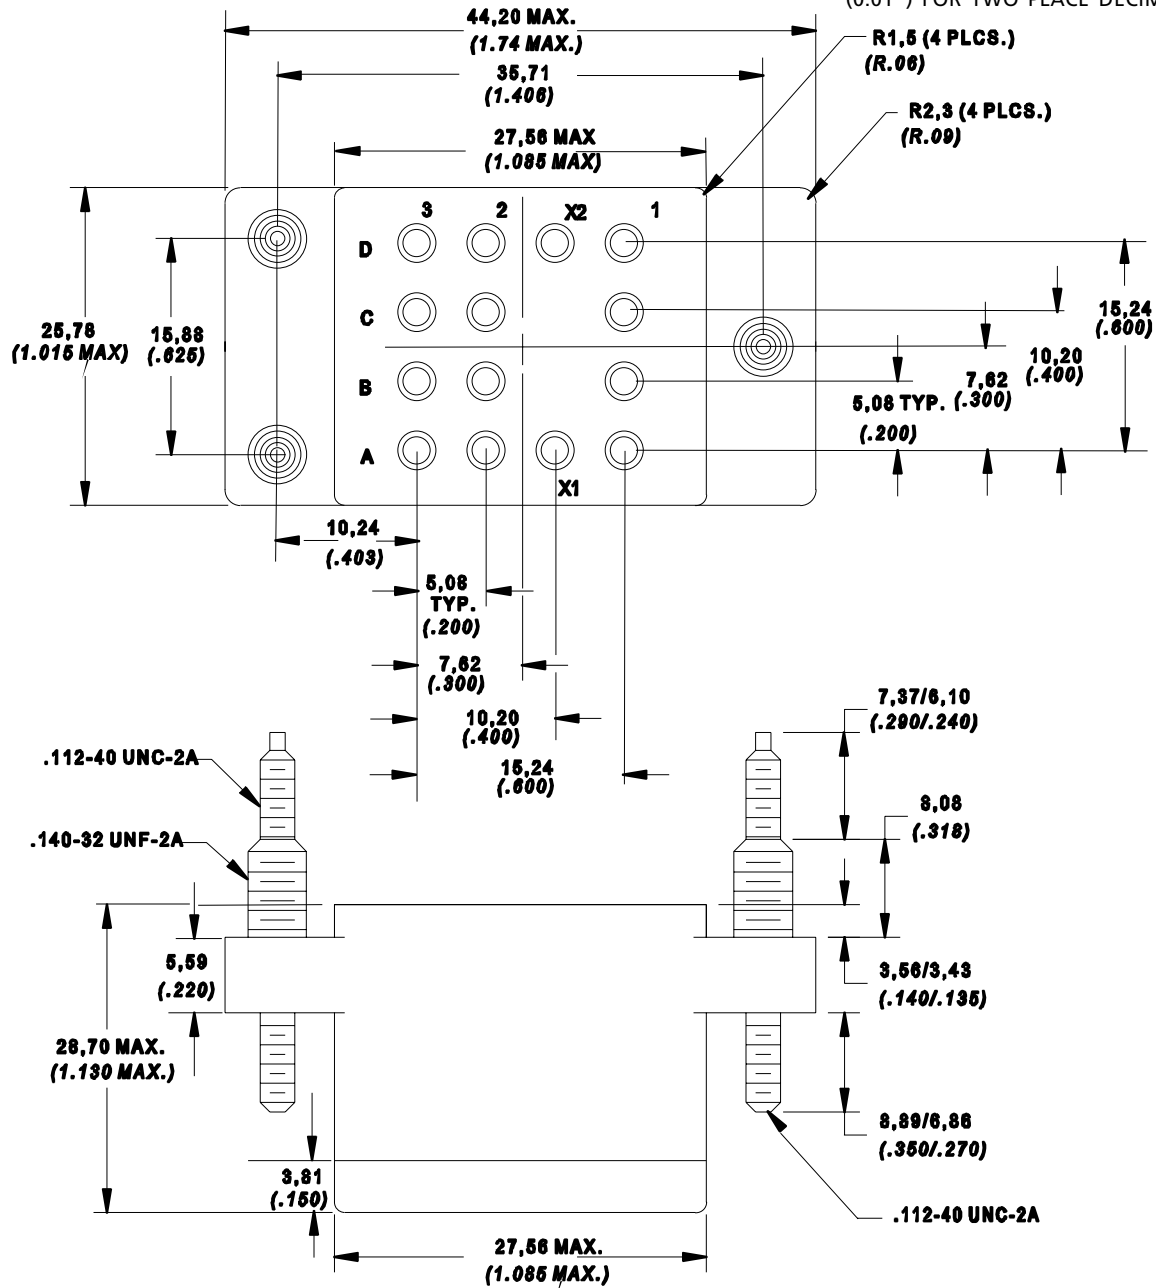 (0.01") FOR TWO PLACE DECIM
44,20 MAX.
(1.74 MAX.)
R1,5 (4 PLCS.)
(R.06)
35,71
(1.406)
R2,3 (4 PLCS.)
(R.09)
27,56 MAX
(1.085 MAX)
3 2 X2 1
D
C
B
A
X1
25,78
(1.015 MAX)
15,88
(.625)
15,24
(.600)
10,20
(.400)
7,62
(.300)
5,08 TYP.
(.200)
10,24
(.403)
5,08
TYP.
(.200)
7,62
(.300)
10,20
(.400)
15,24
(.600)
7,37/6,10
(.290/.240)
.112-40 UNC-2A
8,08
(.318)
.140-32 UNF-2A
5,59
(.220)
3,56/3,43
(.140/.135)
28,70 MAX.
(1.130 MAX.)
8,89/6,86
(.350/.270)
3,81
(.150)
.112-40 UNC-2A
27,56 MAX.
(1.085 MAX.)